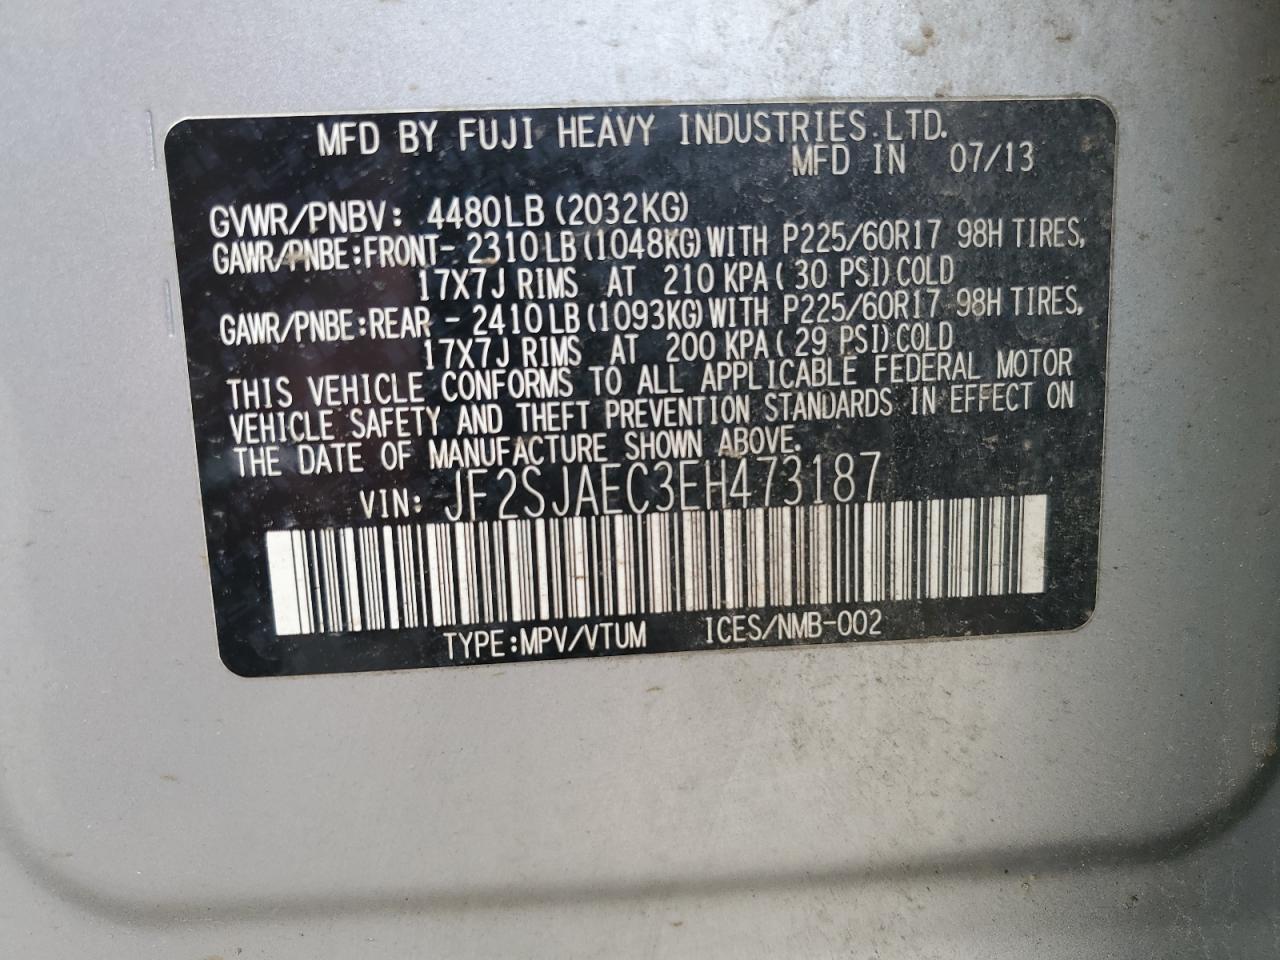 MFD BY FUJI HEAVY INDUSTRIES LTD.
MFD IN 07/13
GVWR/PNBV: 4480LB (2032KG)
GAWR/PNBE:FRONT- 2310LB (1048KG) WITH P225/60R17 98H TIRES,
17X7J RIMS AT 210 KPA ( 30 PSI) COLD
GAWR/PNBE:REAR - 2410LB (1093KG) WITH P225/60R17 98H TIRES,
17X7J RIMS AT 200 KPA ( 29 PSI) COLD
THIS VEHICLE CONFORMS TO ALL APPLICABLE FEDERAL MOTOR
VEHICLE SAFETY AND THEFT PREVENTION STANDARDS IN EFFECT ON
THE DATE OF MANUFACTURE SHOWN ABOVE.
VIN: JF2SJAEC3EH473187
TYPE:MPV/VTUM ICES/NMB-002